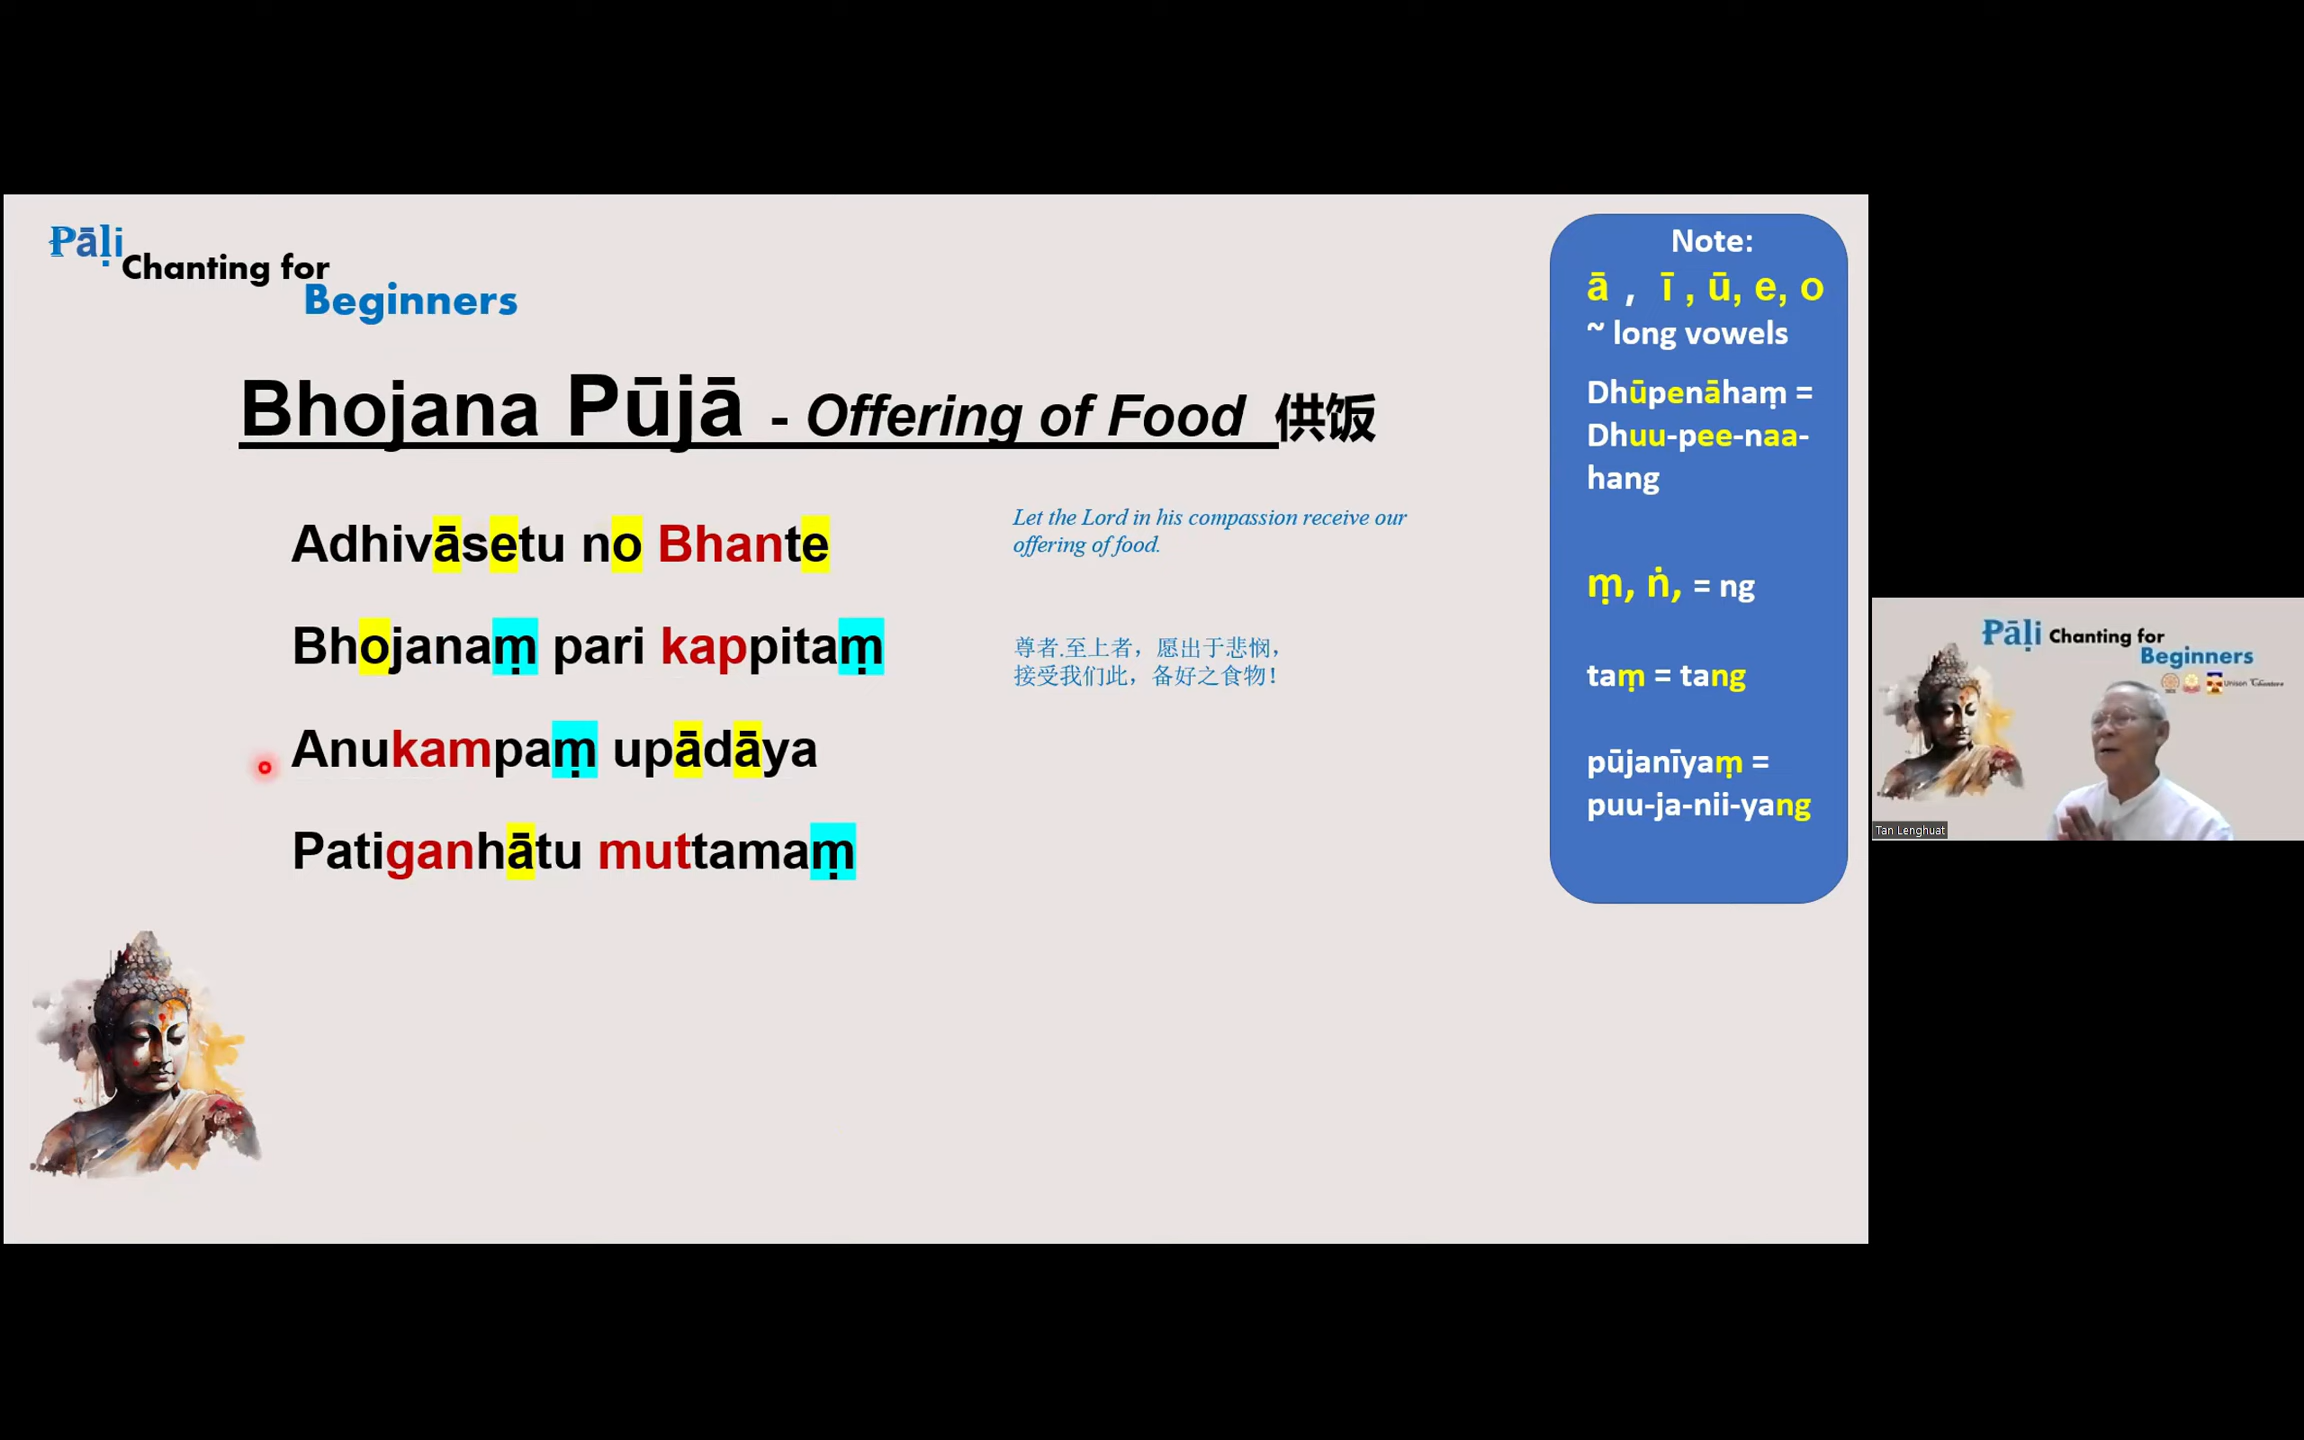 Pāḷi
Chanting for
Beginners
Bhojana Pūjā - Offering of Food 供饭
Adhivāsetu no Bhante
Bhojanaṃ pari kappitaṃ
Anukampaṃ upādāya
Patiganhātu muttamaṃ
Let the Lord in his compassion receive our
offering of food.
尊者.至上者，愿出于悲悯，
接受我们此，备好之食物！
Note:
ā , ī , ū, e, o
~ long vowels
Dhūpenāhaṃ =
Dhuu-pee-naa-
hang
ṃ, ṅ, = ng
taṃ = tang
pūjanīyaṃ =
puu-ja-nii-yang
Pāḷi Chanting for
Beginners
Unison Chanters
Tan Lenghuat